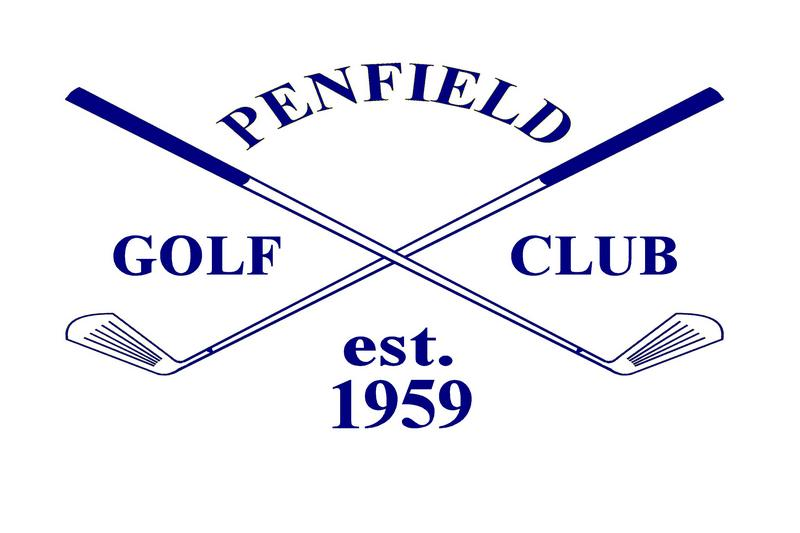 PENFIELD
GOLF CLUB
est.
1959